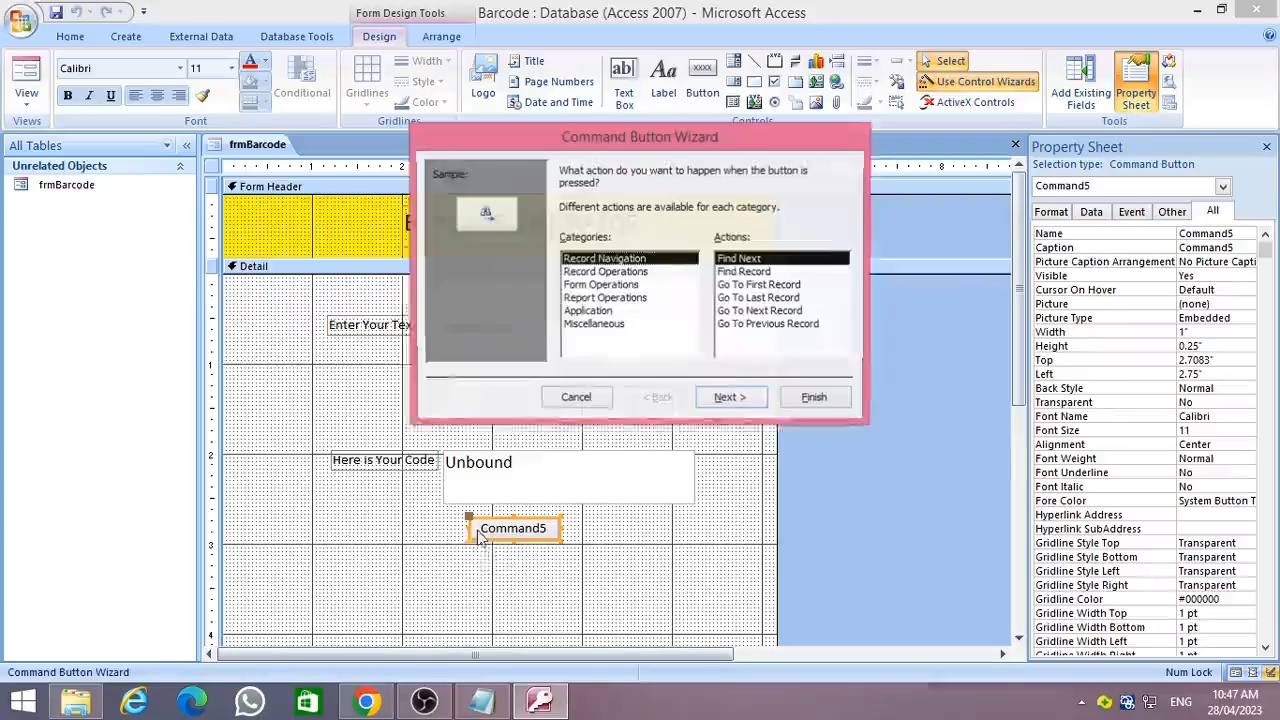 Form Design Tools
Barcode : Database (Access 2007) - Microsoft Access
Home
Create
External Data
Database Tools
Design
Arrange
View
Views
Calibri
11
B I U
Conditional
Font
Gridlines
Width
Style
Color
Gridlines
Logo
Title
Page Numbers
Date and Time
ab|
Text
Box
Aa
Label
xxxx
Button
Controls
Select
Use Control Wizards
ActiveX Controls
Add Existing
Fields
Property
Sheet
Tools
All Tables
Unrelated Objects
frmBarcode
frmBarcode
Form Header
Detail
Enter Your Tex
Here is Your Code
Unbound
Command5
Command Button Wizard
Sample:
What action do you want to happen when the button is
pressed?
Different actions are available for each category.
Categories:
Record Navigation
Record Operations
Form Operations
Report Operations
Application
Miscellaneous
Actions:
Find Next
Find Record
Go To First Record
Go To Last Record
Go To Next Record
Go To Previous Record
Cancel
< Back
Next >
Finish
Property Sheet
Selection type: Command Button
Command5
Format
Data
Event
Other
All
Name Command5
Caption Command5
Picture Caption Arrangement No Picture Capti
Visible Yes
Cursor On Hover Default
Picture (none)
Picture Type Embedded
Width 1"
Height 0.25"
Top 2.7083"
Left 2.75"
Back Style Normal
Transparent No
Font Name Calibri
Font Size 11
Alignment Center
Font Weight Normal
Font Underline No
Font Italic No
Fore Color System Button T
Hyperlink Address
Hyperlink SubAddress
Gridline Style Top Transparent
Gridline Style Bottom Transparent
Gridline Style Left Transparent
Gridline Style Right Transparent
Gridline Color #000000
Gridline Width Top 1 pt
Gridline Width Bottom 1 pt
Gridline Width Left 1 pt
Command Button Wizard
Num Lock
ENG
10:47 AM
28/04/2023